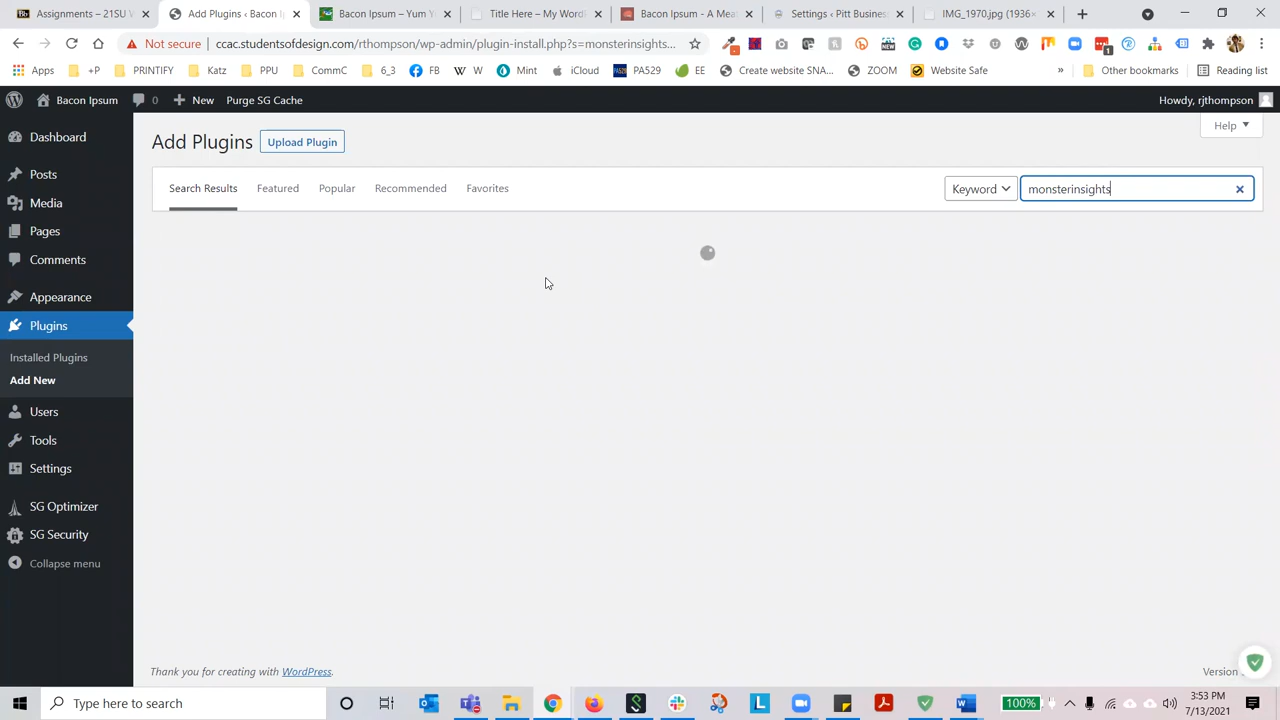 Bb Assignments – 21SU W
Add Plugins ‹ Bacon I
Bacon Ipsum – Yum Y
Title Here – My WordP
Bacon Ipsum - A Mea
Settings ‹ Pitt Business
IMG_1970.jpg (1936×
Not secure ccac.studentsofdesign.com/rthompson/wp-admin/plugin-install.php?s=monsterinsights...
Apps +P PRINTIFY Katz PPU CommC 6_3 FB W Mint iCloud PA529 EE Create website SNA... ZOOM Website Safe » Other bookmarks Reading list
Bacon Ipsum 0 New Purge SG Cache Howdy, rjthompson
Help
Add Plugins Upload Plugin
Search Results Featured Popular Recommended Favorites Keyword monsterinsights
Dashboard
Posts
Media
Pages
Comments
Appearance
Plugins
Installed Plugins
Add New
Users
Tools
Settings
SG Optimizer
SG Security
Collapse menu
Thank you for creating with WordPress. Version
Type here to search
100%
3:53 PM
7/13/2021